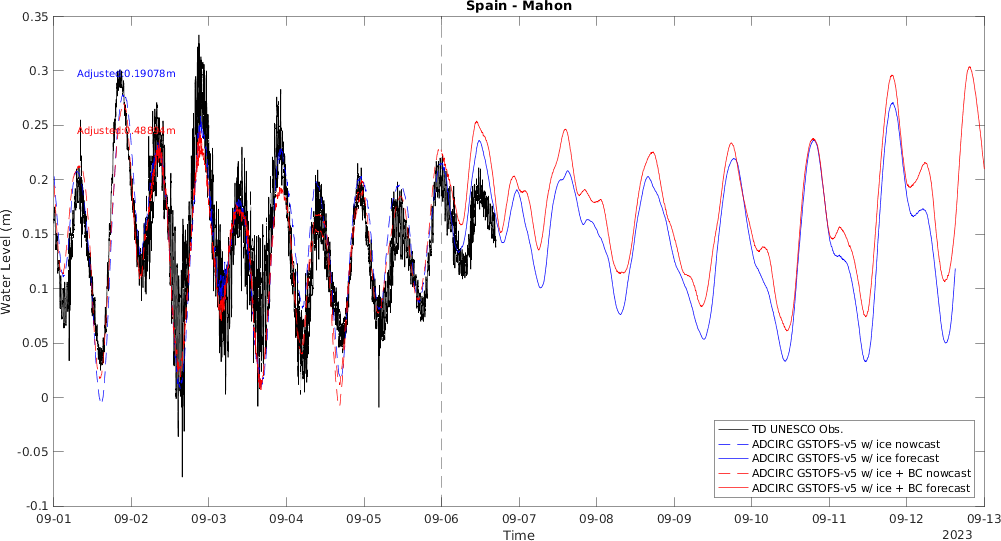 Spain - Mahon
0.35
0.3
0.25
0.2
0.15
0.1
0.05
0
-0.05
-0.1
Water Level (m)
Adjusted:0.19078m
09-01
09-02
09-03
09-04
09-05
09-06
09-07
09-08
09-09
09-10
09-11
09-12
09-13
Time
2023
TD UNESCO Obs.
ADCIRC GSTOFS-v5 w/ ice nowcast
ADCIRC GSTOFS-v5 w/ ice forecast
ADCIRC GSTOFS-v5 w/ ice + BC nowcast
ADCIRC GSTOFS-v5 w/ ice + BC forecast